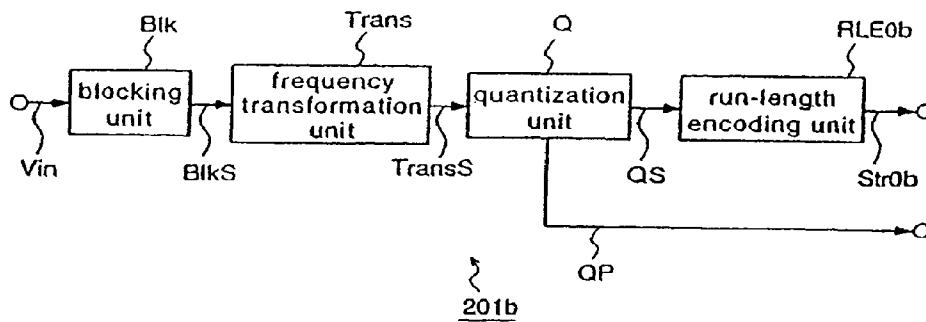 Blk
Trans
Q
RLE0b
blocking
unit
frequency
transformation
unit
quantization
unit
run-length
encoding unit
Vin
BlkS
TransS
QS
Str0b
QP
201b